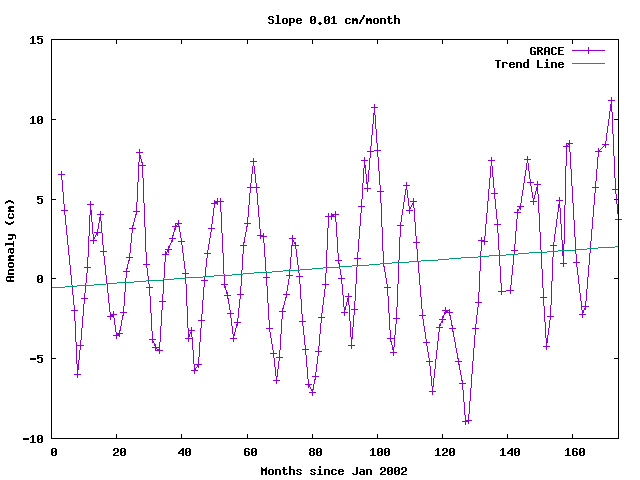 Slope 0.01 cm/month
15
GRACE
Trend Line
10
5
0
-5
-10
Anomaly (cm)
0 20 40 60 80 100 120 140 160
Months since Jan 2002